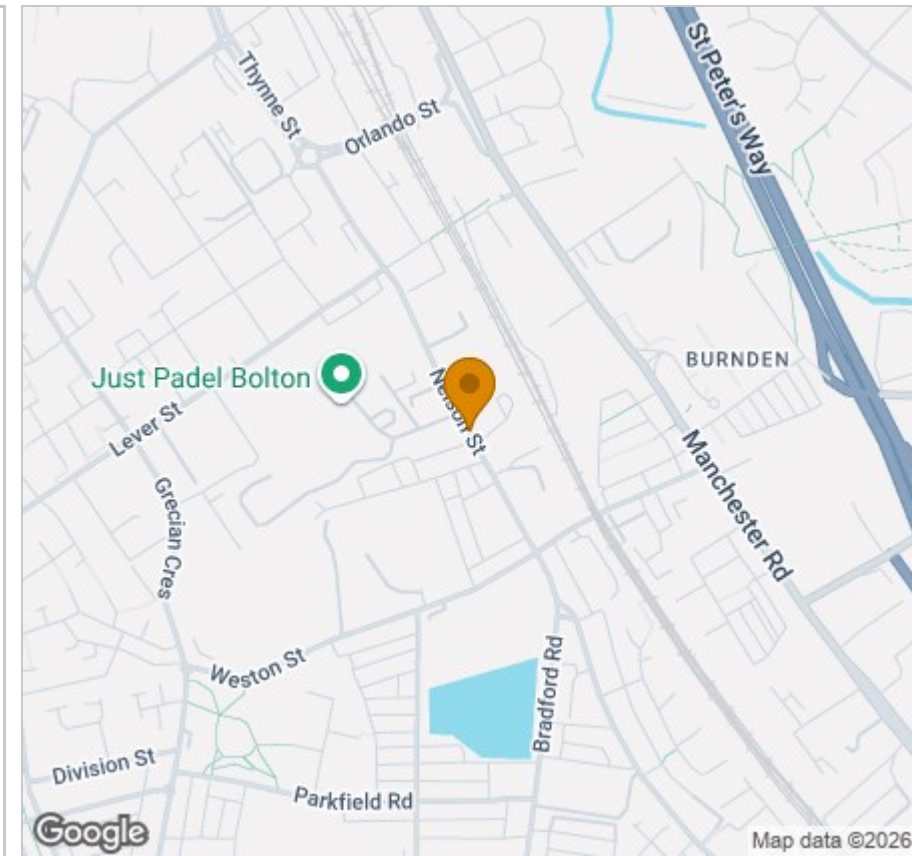 St Peter's Way
Thynne St
Orlando St
BURNDEN
Just Padel Bolton
Nelson St
Lever St
Manchester Rd
Grecian Cres
Weston St
Bradford Rd
Division St
Parkfield Rd
Google
Map data ©2026